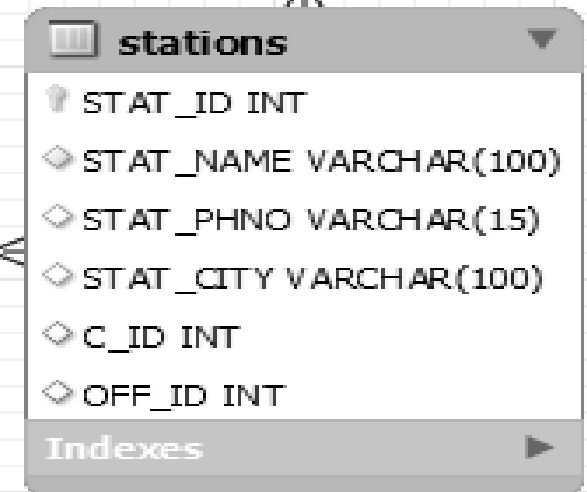 stations
STAT_ID INT
STAT_NAME VARCHAR(100)
STAT_PHNO VARCHAR(15)
STAT_CITY VARCHAR(100)
C_ID INT
OFF_ID INT
Indexes